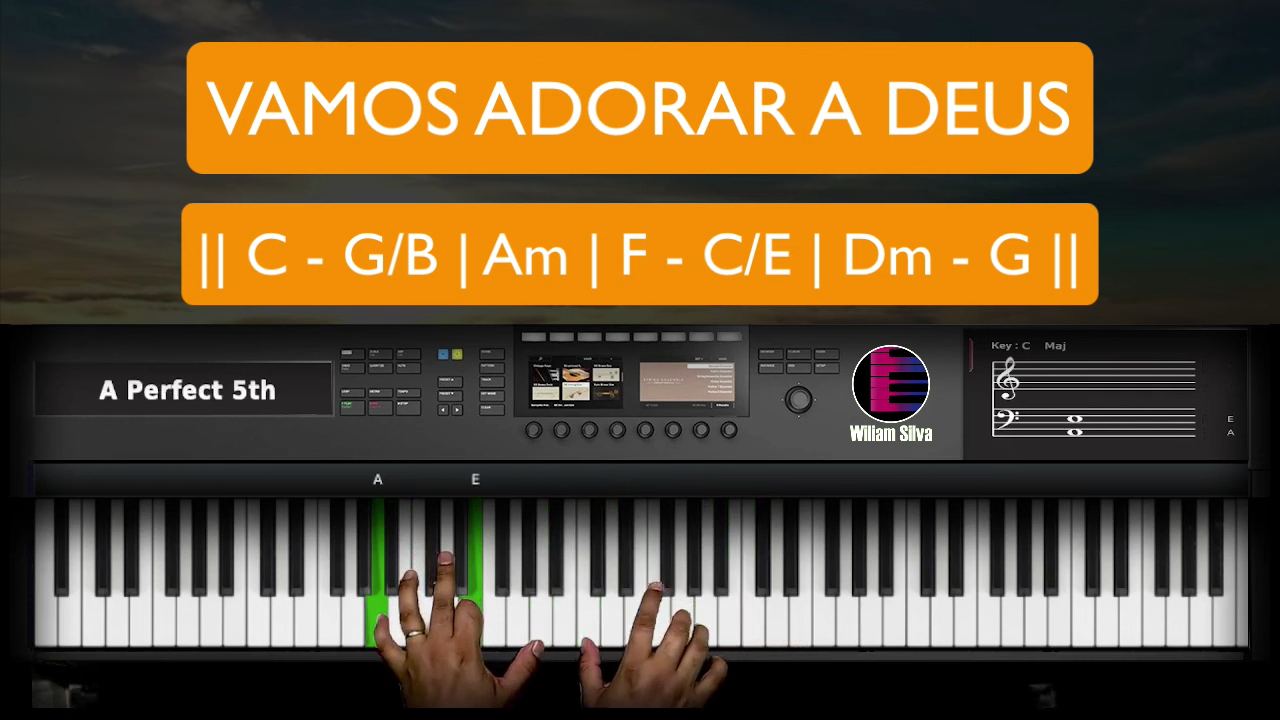 VAMOS ADORAR A DEUS
|| C - G/B | Am | F - C/E | Dm - G ||
Key : C Maj
A Perfect 5th
Wiliam Silva
E
A
A E